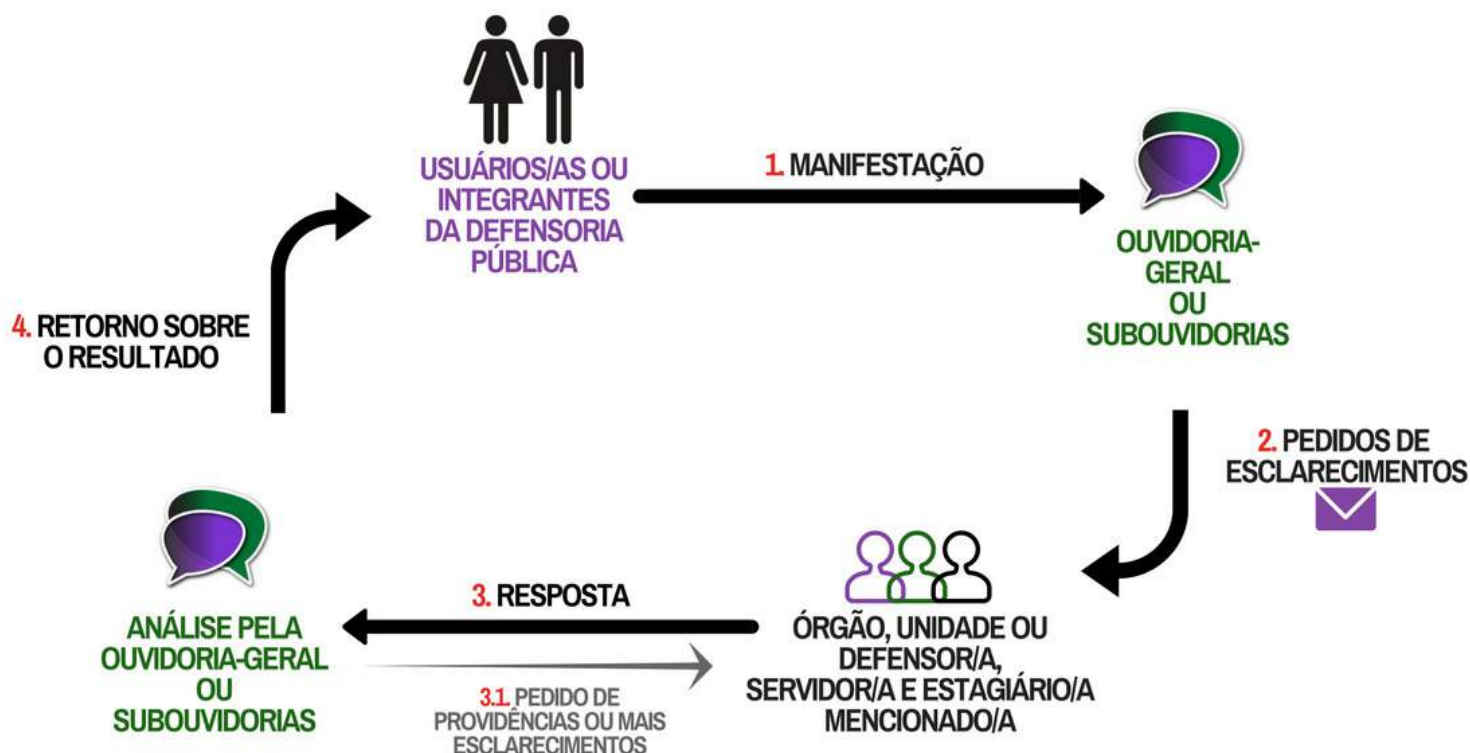 USUÁRIOS/AS OU
INTEGRANTES
DA DEFENSORIA
PÚBLICA
1. MANIFESTAÇÃO
OUVIDORIA-
GERAL
OU
SUBOUVIDORIAS
2. PEDIDOS DE
ESCLARECIMENTOS
ÓRGÃO, UNIDADE OU
DEFENSOR/A,
SERVIDOR/A E ESTAGIÁRIO/A
MENCIONADO/A
3. RESPOSTA
3.1. PEDIDO DE
PROVIDÊNCIAS OU MAIS
ESCLARECIMENTOS
ANÁLISE PELA
OUVIDORIA-GERAL
OU
SUBOUVIDORIAS
4. RETORNO SOBRE
O RESULTADO